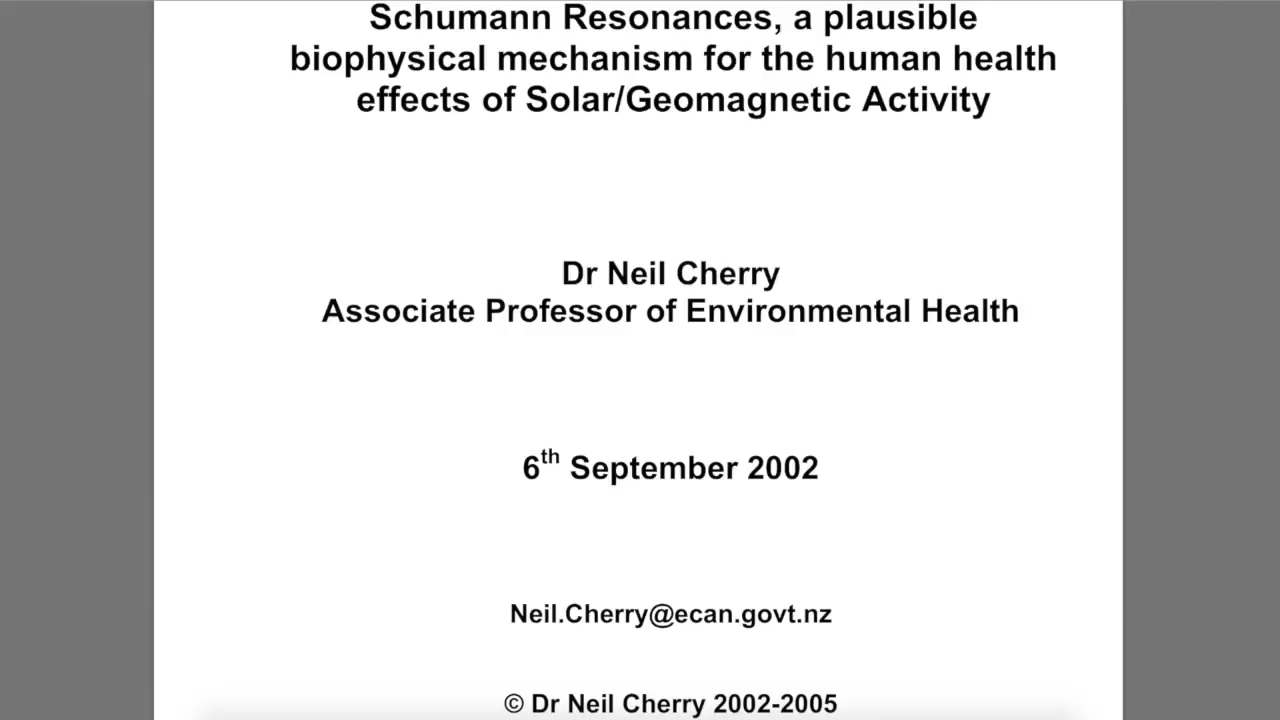 Schumann Resonances, a plausible
biophysical mechanism for the human health
effects of Solar/Geomagnetic Activity
Dr Neil Cherry
Associate Professor of Environmental Health
6th September 2002
Neil.Cherry@ecan.govt.nz
© Dr Neil Cherry 2002-2005